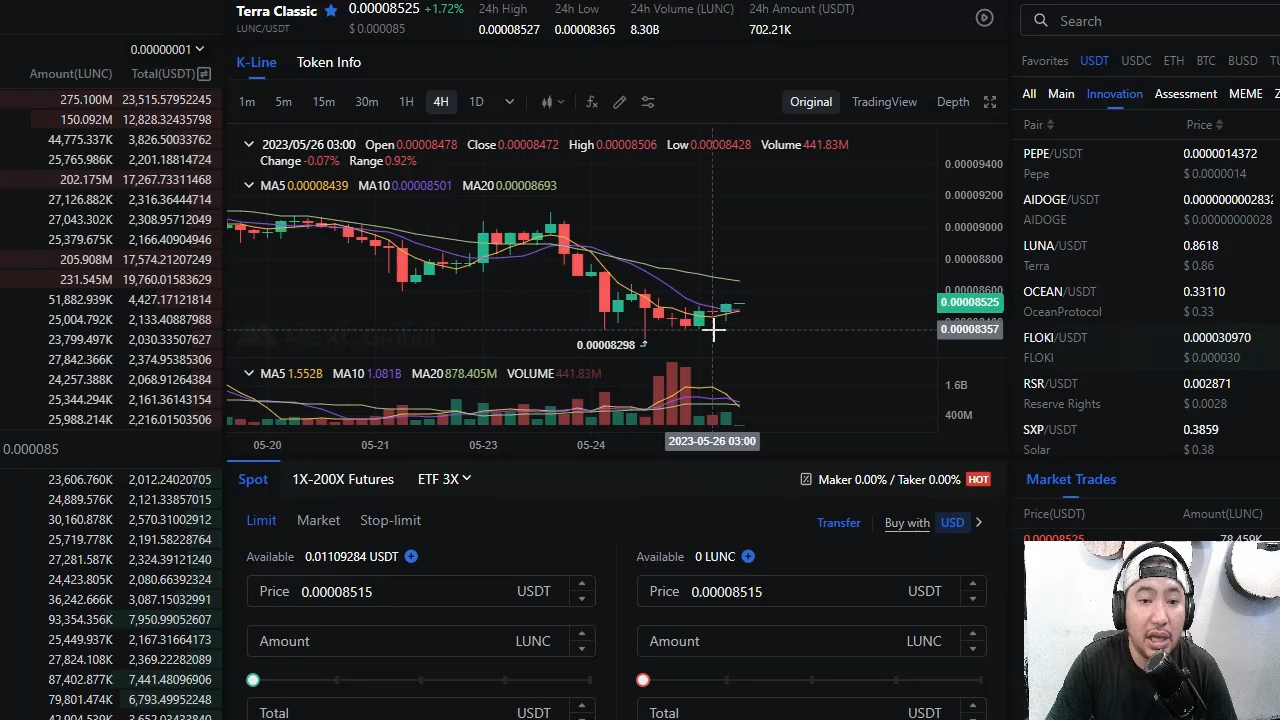 Terra Classic 0.00008525 +1.72% 24h High 24h Low 24h Volume (LUNC) 24h Amount (USDT)
LUNC/USDT $ 0.000085 0.00008527 0.00008365 8.30B 702.21K
Search
0.00000001
K-Line Token Info
Favorites USDT USDC ETH BTC BUSD
Amount(LUNC) Total(USDT)
1m 5m 15m 30m 1H 4H 1D Original TradingView Depth
All Main Innovation Assessment MEME
Pair Price
275.100M 23,515.57952245
150.092M 12,828.32435798
44,775.337K 3,826.50033762
25,765.986K 2,201.18814724
202.175M 17,267.73311468
27,126.882K 2,316.36444714
27,043.302K 2,308.95712049
25,379.675K 2,166.40904946
205.908M 17,574.21207249
231.545M 19,760.01583629
51,882.939K 4,427.17121814
25,004.792K 2,133.40891425
23,799.497K 2,030.33507627
27,842.366K 2,374.95385306
24,257.388K 2,068.91264384
25,344.294K 2,161.36639232
25,988.214K 2,216.01501963
0.000085
23,606.760K 2,012.24020705
24,889.576K 2,121.33815701
30,160.878K 2,570.31002912
25,719.778K 2,191.58228764
27,281.587K 2,324.39121240
24,423.805K 2,080.66392324
36,242.666K 3,087.15032991
93,354.356K 7,950.99052607
25,449.937K 2,167.31664173
27,824.108K 2,369.22282089
87,402.877K 7,441.48096906
79,801.474K 6,793.49952248
42,904.539K 3,652.03433840
2023/05/26 03:00 Open 0.00008478 Close 0.00008472 High 0.00008506 Low 0.00008428 Volume 441.83M
Change -0.07% Range 0.92%
MA5 0.00008439 MA10 0.00008501 MA20 0.00008693
0.00009400
0.00009200
0.00009000
0.00008800
0.00008525
0.00008357
0.00008298
MA5 1.552B MA10 1.081B MA20 878.405M VOLUME 441.83M
1.6B
400M
05-20 05-21 05-23 05-24 2023-05-26 03:00
PEPE/USDT 0.0000014372
Pepe $ 0.0000014
AIDOGE/USDT
AIDOGE $ 0.00000000028
LUNA/USDT 0.8618
Terra $ 0.86
OCEAN/USDT 0.33110
OceanProtocol $ 0.33
FLOKI/USDT 0.000030970
FLOKI $ 0.000030
RSR/USDT 0.002871
Reserve Rights $ 0.0028
SXP/USDT 0.3859
Solar $ 0.38
Spot 1X-200X Futures ETF 3X Maker 0.00% / Taker 0.00% HOT
Limit Market Stop-limit Transfer Buy with USD
Available 0.01109284 USDT Available 0 LUNC
Price 0.00008515 USDT Price 0.00008515 USDT
Amount LUNC Amount LUNC
Total USDT Total USDT
Market Trades
Price(USDT) Amount(LUNC)
0.00008525 78.459K